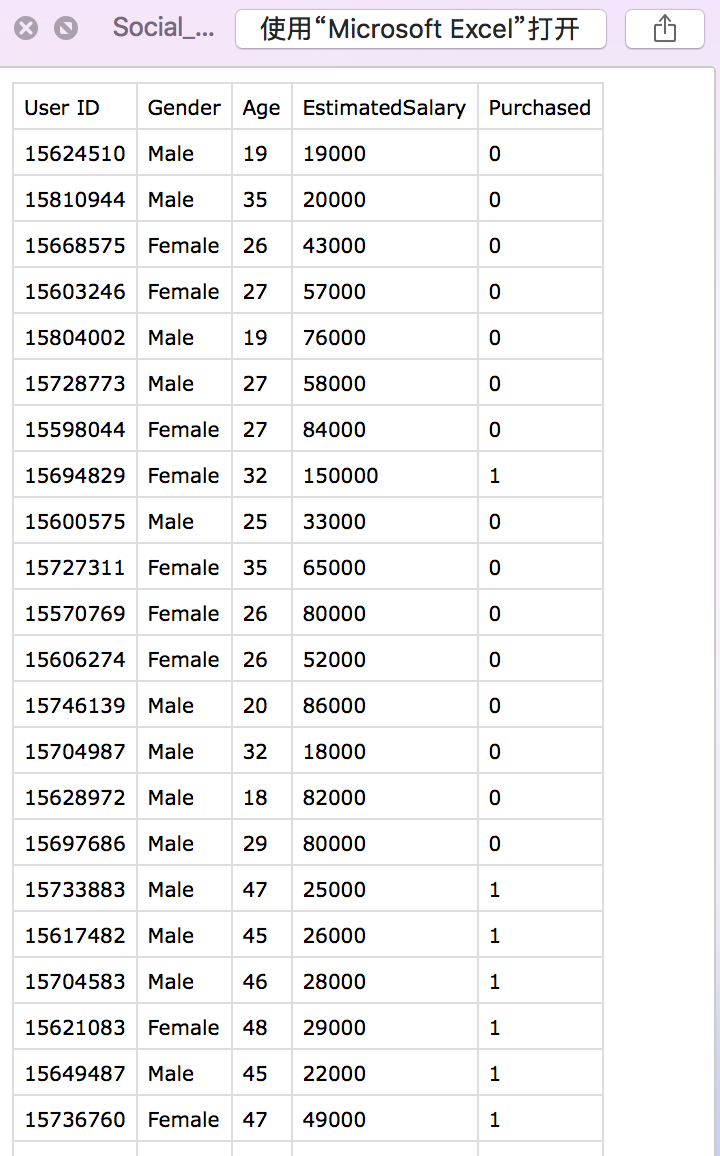 Social_... 使用“Microsoft Excel”打开
User ID Gender Age EstimatedSalary Purchased
15624510 Male 19 19000 0
15810944 Male 35 20000 0
15668575 Female 26 43000 0
15603246 Female 27 57000 0
15804002 Male 19 76000 0
15728773 Male 27 58000 0
15598044 Female 27 84000 0
15694829 Female 32 150000 1
15600575 Male 25 33000 0
15727311 Female 35 65000 0
15570769 Female 26 80000 0
15606274 Female 26 52000 0
15746139 Male 20 86000 0
15704987 Male 32 18000 0
15628972 Male 18 82000 0
15697686 Male 29 80000 0
15733883 Male 47 25000 1
15617482 Male 45 26000 1
15704583 Male 46 28000 1
15621083 Female 48 29000 1
15649487 Male 45 22000 1
15736760 Female 47 49000 1